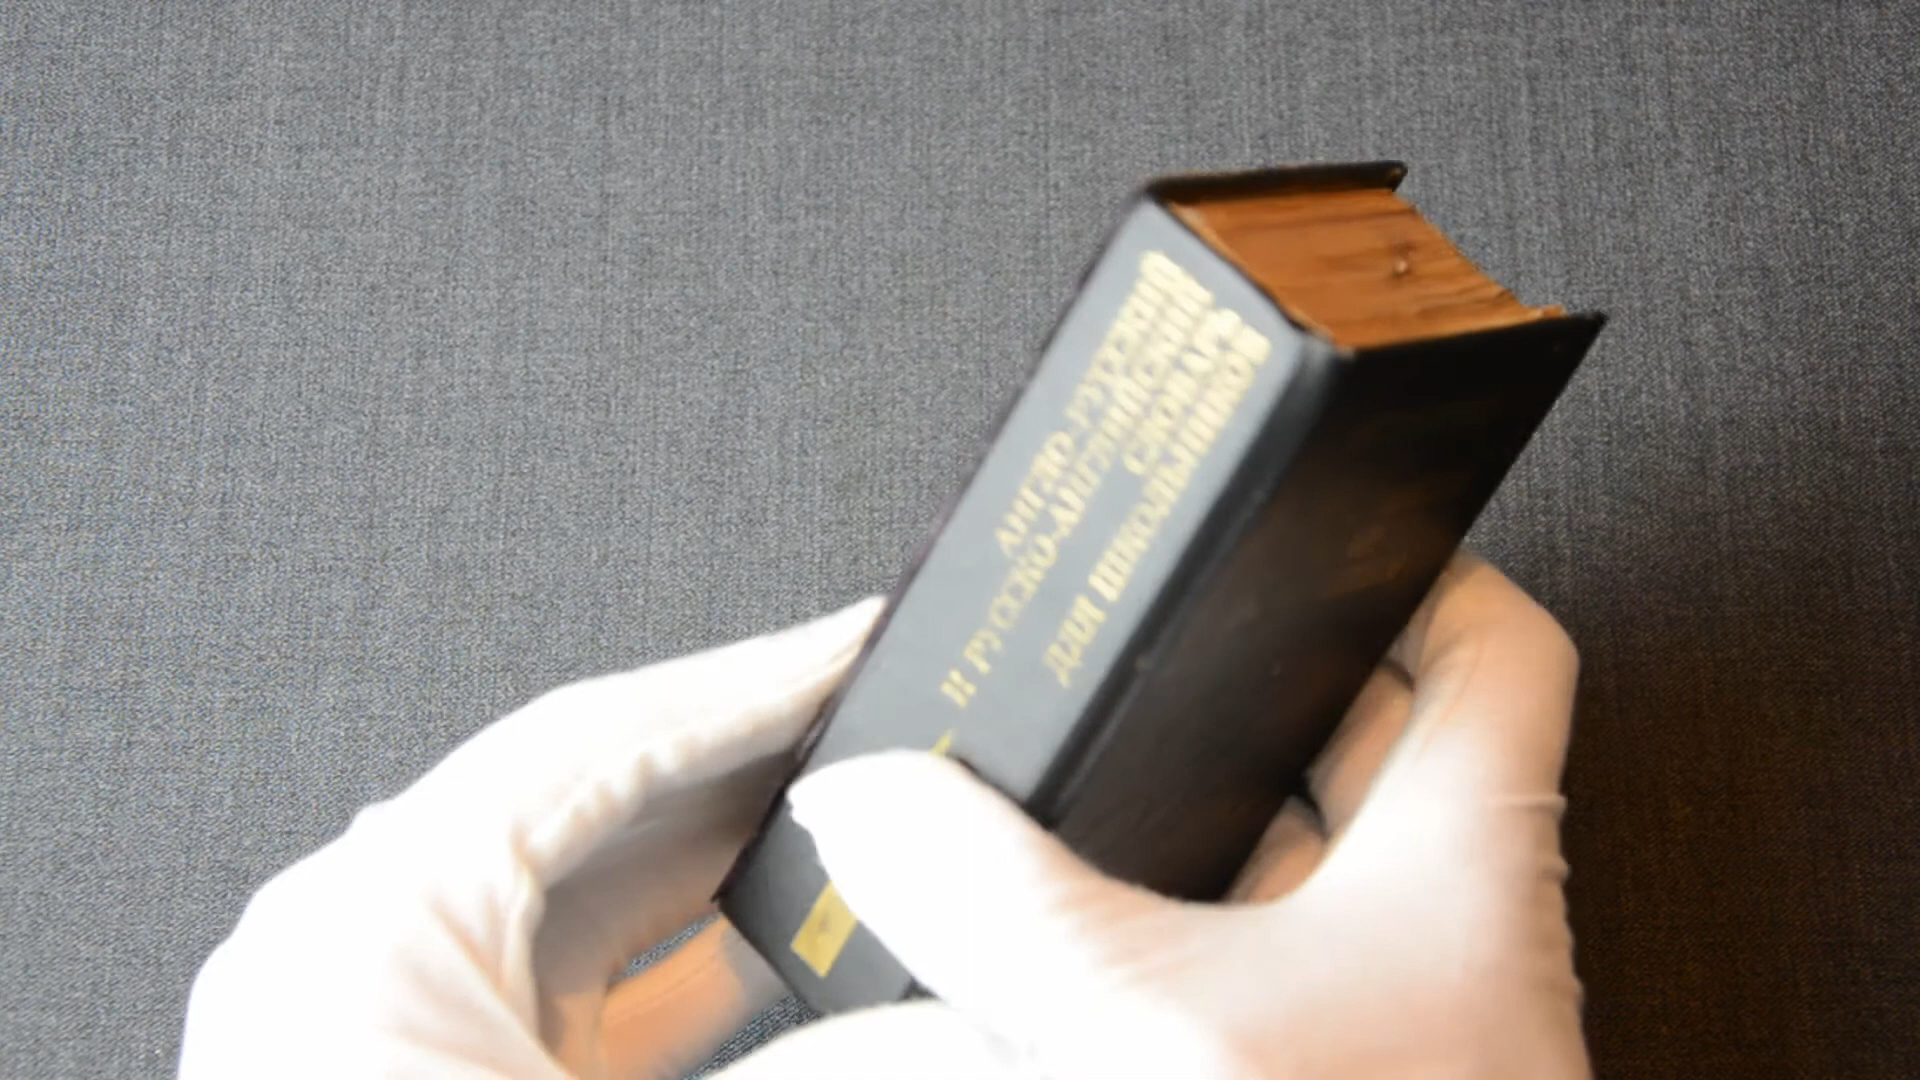 АНГЛО-РУССКИЙ
И РУССКО-АНГЛИЙСКИЙ
СЛОВАРЬ
ДЛЯ ШКОЛЬНИКОВ